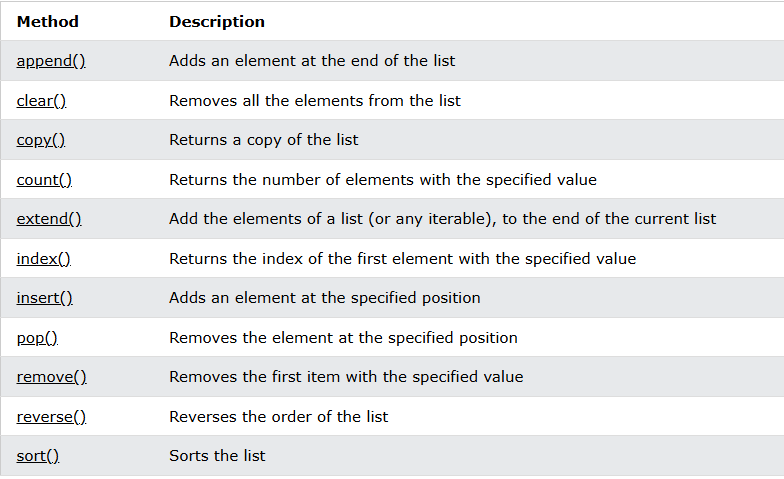 Method Description
append() Adds an element at the end of the list
clear() Removes all the elements from the list
copy() Returns a copy of the list
count() Returns the number of elements with the specified value
extend() Add the elements of a list (or any iterable), to the end of the current list
index() Returns the index of the first element with the specified value
insert() Adds an element at the specified position
pop() Removes the element at the specified position
remove() Removes the first item with the specified value
reverse() Reverses the order of the list
sort() Sorts the list